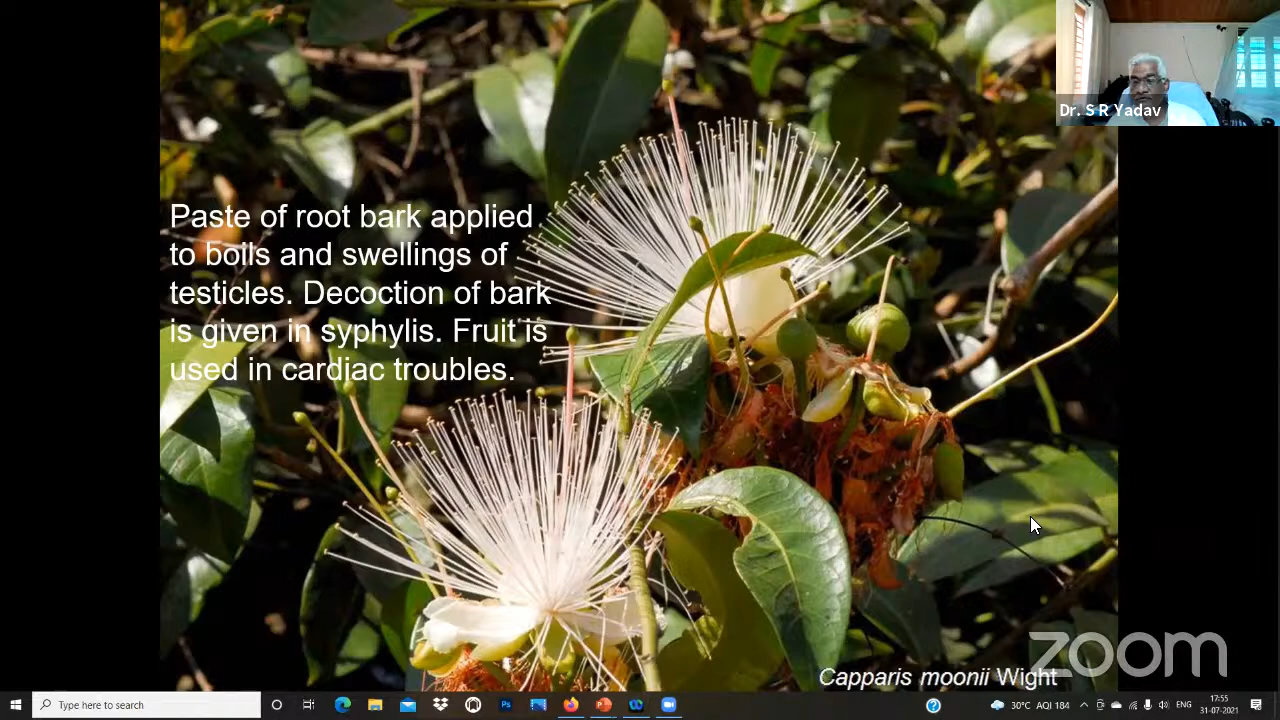 Dr. S R Yadav
Paste of root bark applied
to boils and swellings of
testicles. Decoction of bark
is given in syphylis. Fruit is
used in cardiac troubles.
zoom
Capparis moonii Wight
Type here to search
30°C AQI 184
ENG
17:55
31-07-2021